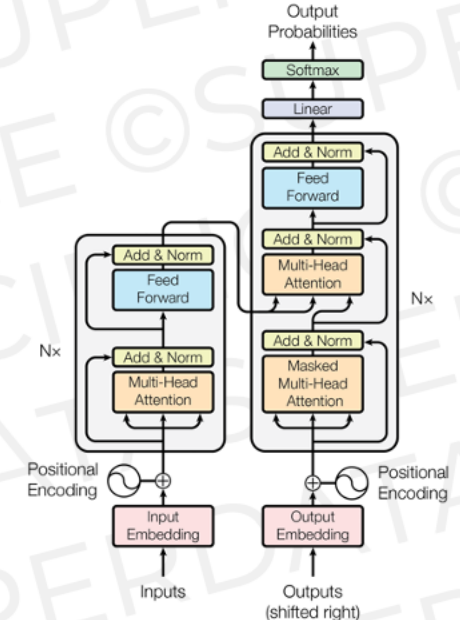 Output
Probabilities
Softmax
Linear
Add & Norm
Feed
Forward
Add & Norm
Multi-Head
Attention
Nx
Add & Norm
Masked
Multi-Head
Attention
Positional
Encoding
Output
Embedding
Outputs
(shifted right)
Add & Norm
Feed
Forward
Nx
Add & Norm
Multi-Head
Attention
Positional
Encoding
Input
Embedding
Inputs